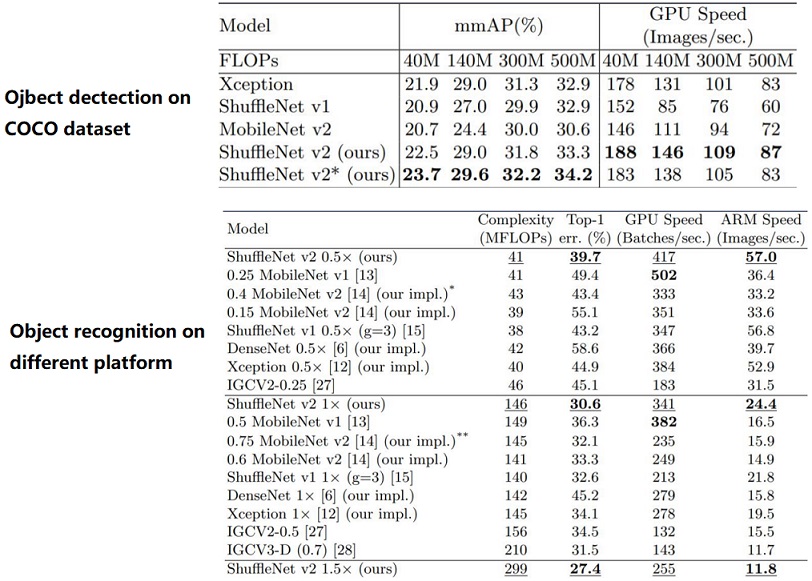 Ojbect dectection on
COCO dataset
Model mmAP(%) GPU Speed
(Images/sec.)
FLOPs 40M 140M 300M 500M 40M 140M 300M 500M
Xception 21.9 29.0 31.3 32.9 178 131 101 83
ShuffleNet v1 20.9 27.0 29.9 32.9 152 85 76 60
MobileNet v2 20.7 24.4 30.0 30.6 146 111 94 72
ShuffleNet v2 (ours) 22.5 29.0 31.8 33.3 188 146 109 87
ShuffleNet v2* (ours) 23.7 29.6 32.2 34.2 183 138 105 83
Object recognition on
different platform
Model Complexity Top-1 GPU Speed ARM Speed
(MFLOPs) err. (%) (Batches/sec.) (Images/sec.)
ShuffleNet v2 0.5× (ours) 41 39.7 417 57.0
0.25 MobileNet v1 [13] 41 49.4 502 36.4
0.4 MobileNet v2 [14] (our impl.)* 43 43.4 333 33.2
0.15 MobileNet v2 [14] (our impl.) 39 55.1 351 33.6
ShuffleNet v1 0.5× (g=3) [15] 38 43.2 347 56.8
DenseNet 0.5× [6] (our impl.) 42 58.6 366 39.7
Xception 0.5× [12] (our impl.) 40 44.9 384 52.9
IGCV2-0.25 [27] 46 45.1 183 31.5
ShuffleNet v2 1× (ours) 146 30.6 341 24.4
0.5 MobileNet v1 [13] 149 36.3 382 16.5
0.75 MobileNet v2 [14] (our impl.)** 145 32.1 235 15.9
0.6 MobileNet v2 [14] (our impl.) 141 33.3 249 14.9
ShuffleNet v1 1× (g=3) [15] 140 32.6 213 21.8
DenseNet 1× [6] (our impl.) 142 45.2 279 15.8
Xception 1× [12] (our impl.) 145 34.1 278 19.5
IGCV2-0.5 [27] 156 34.5 132 15.5
IGCV3-D (0.7) [28] 210 31.5 143 11.7
ShuffleNet v2 1.5× (ours) 299 27.4 255 11.8